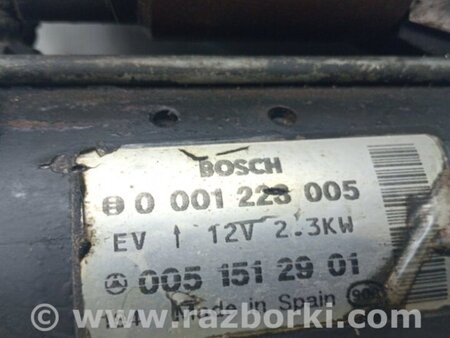 BOSCH
0 001 223 005
EV ↑ 12V 2.3KW
005 151 29 01
Made in Spain
© www.razborki.com